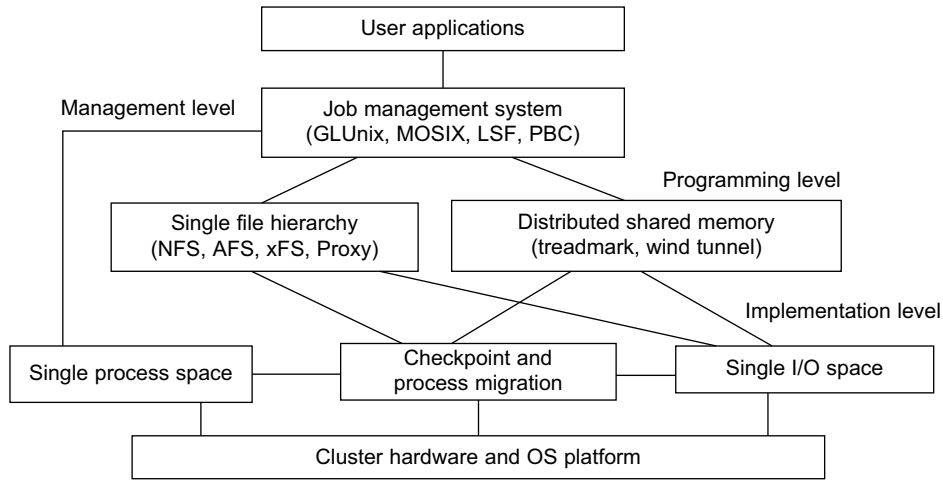 User applications
Management level
Job management system
(GLUnix, MOSIX, LSF, PBC)
Programming level
Single file hierarchy
(NFS, AFS, xFS, Proxy)
Distributed shared memory
(treadmark, wind tunnel)
Implementation level
Single process space
Checkpoint and
process migration
Single I/O space
Cluster hardware and OS platform